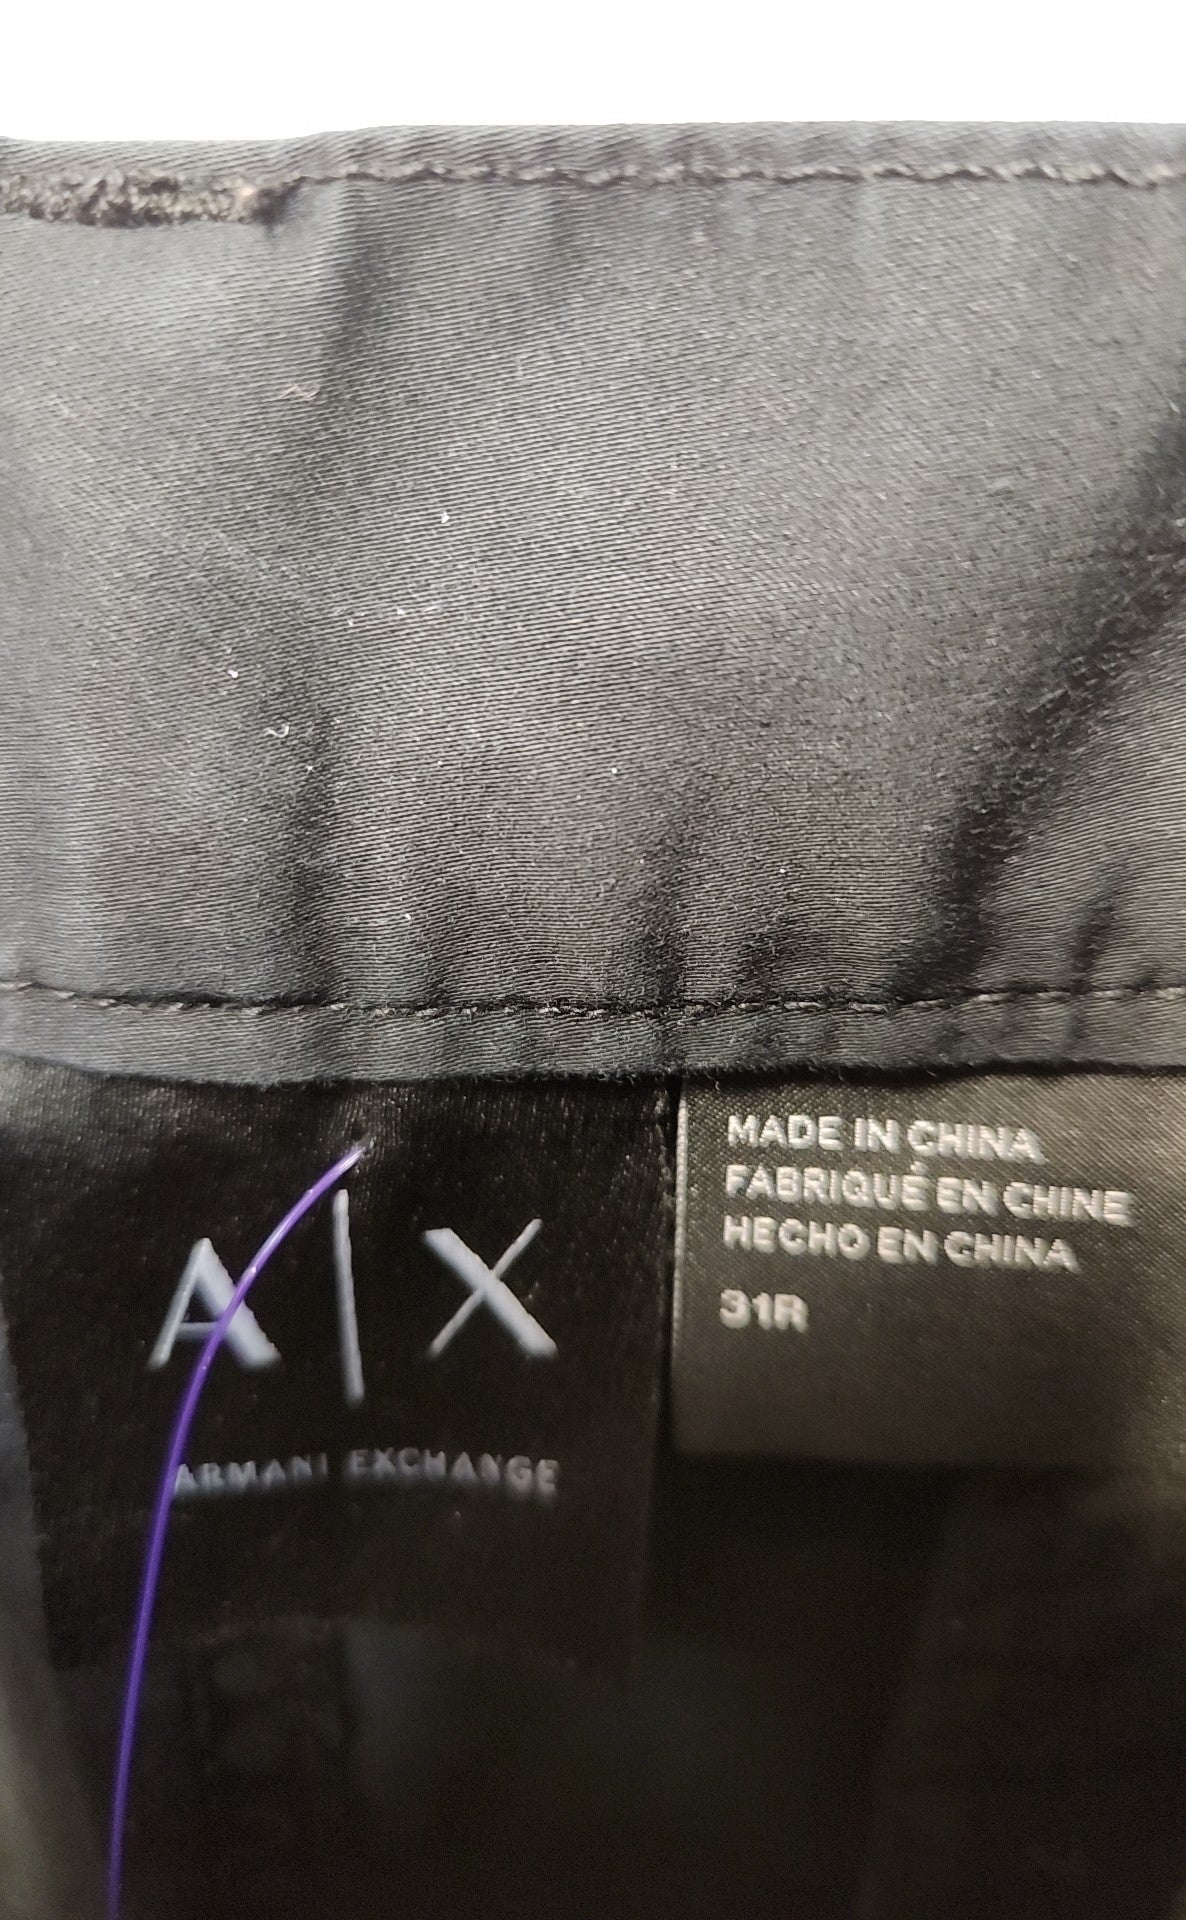 A|X
ARMANI EXCHANGE
MADE IN CHINA
FABRIQUÉ EN CHINE
HECHO EN CHINA
31R